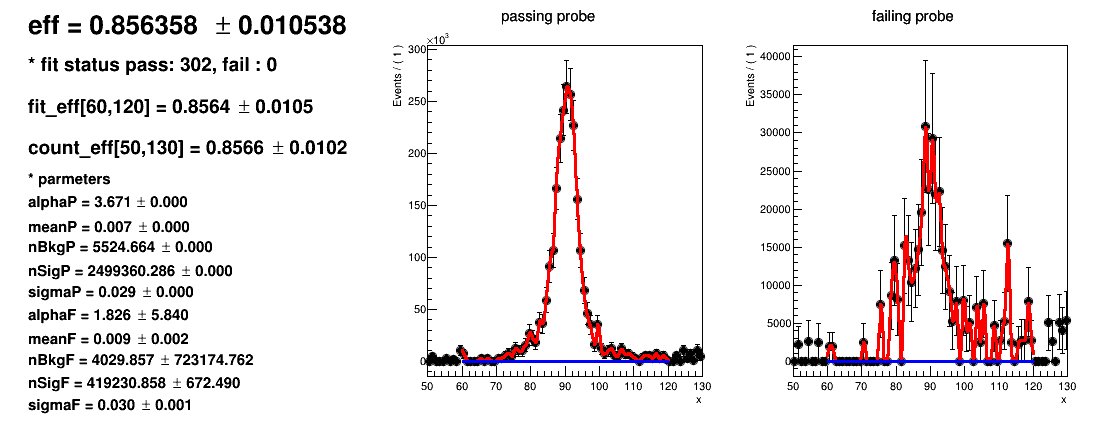 eff = 0.856358 ± 0.010538
* fit status pass: 302, fail : 0
fit_eff[60,120] = 0.8564 ± 0.0105
count_eff[50,130] = 0.8566 ± 0.0102
* parmeters
alphaP = 3.671 ± 0.000
meanP = 0.007 ± 0.000
nBkgP = 5524.664 ± 0.000
nSigP = 2499360.286 ± 0.000
sigmaP = 0.029 ± 0.000
alphaF = 1.826 ± 5.840
meanF = 0.009 ± 0.002
nBkgF = 4029.857 ± 723174.762
nSigF = 419230.858 ± 672.490
sigmaF = 0.030 ± 0.001
passing probe
×10³
Events / ( 1 )
300
250
200
150
100
50
0
50 60 70 80 90 100 110 120 130
x
failing probe
Events / ( 1 )
40000
35000
30000
25000
20000
15000
10000
5000
0
50 60 70 80 90 100 110 120 130
x